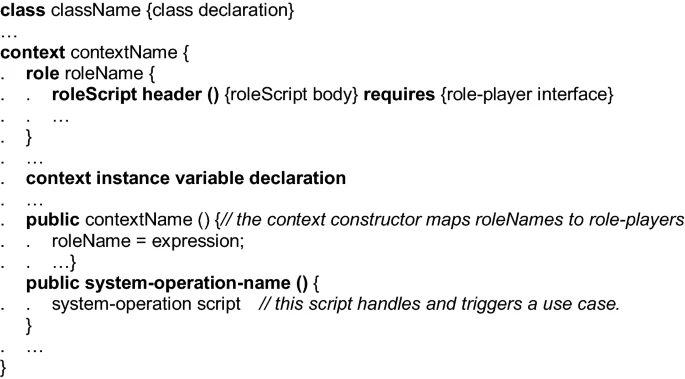 class className {class declaration}
…
context contextName {
.   role roleName {
.   .   roleScript header () {roleScript body} requires {role-player interface}
.   .   …
.   }
.   …
.   context instance variable declaration
.   …
.   public contextName () {// the context constructor maps roleNames to role-players
.   .   roleName = expression;
.   .   …}
    public system-operation-name () {
.   .   system-operation script   // this script handles and triggers a use case.
    }
.   …
}